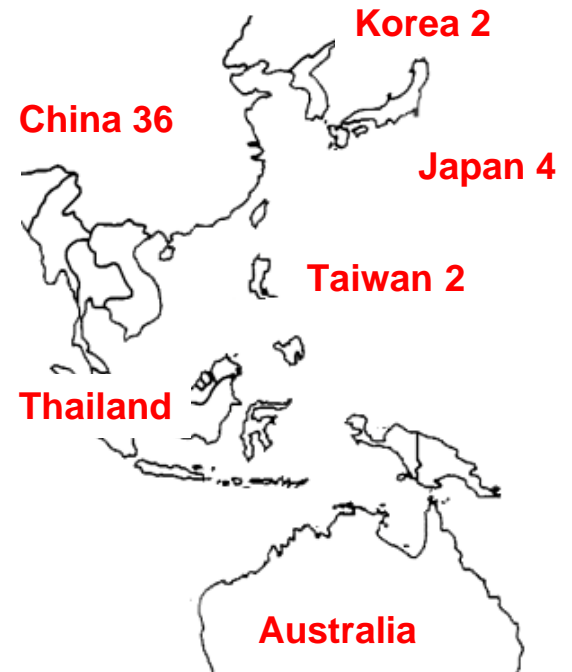 Korea 2
China 36
Japan 4
Taiwan 2
Thailand
Australia